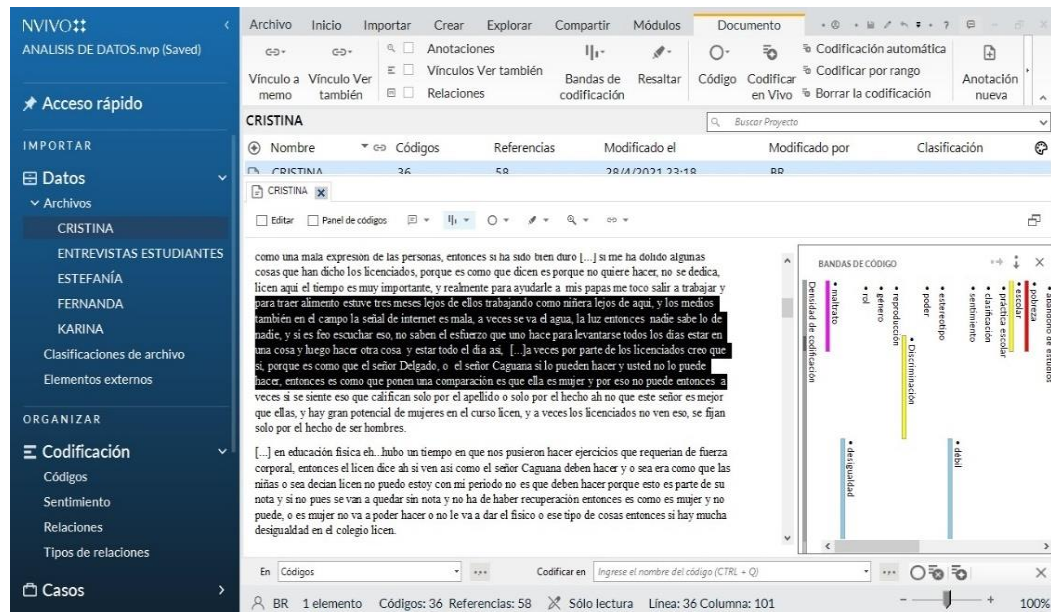 NVIVO
ANALISIS DE DATOS.nvp (Saved)
Acceso rápido
IMPORTAR
Datos
Archivos
CRISTINA
ENTREVISTAS ESTUDIANTES
ESTEFANÍA
FERNANDA
KARINA
Clasificaciones de archivo
Elementos externos
ORGANIZAR
Codificación
Códigos
Sentimiento
Relaciones
Tipos de relaciones
Casos
Archivo Inicio Importar Crear Explorar Compartir Módulos Documento
Vínculo a memo
Vínculo Ver también
Anotaciones
Vínculos Ver también
Relaciones
Bandas de codificación
Resaltar
Código
Codificar en Vivo
Codificación automática
Codificar por rango
Borrar la codificación
Anotación nueva
CRISTINA
Buscar Proyecto
Nombre Códigos Referencias Modificado el Modificado por Clasificación
CRISTINA 36 58 28/4/2021 23:18 BR
CRISTINA
Editar Panel de códigos
como una mala expresión de las personas, entonces si ha sido bien duro [...] si me ha dolido algunas
cosas que han dicho los licenciados, porque es como que dicen es porque no quiere hacer, no se dedica,
licen aquí el tiempo es muy importante, y realmente para ayudarle a mis papas me toco salir a trabajar y
para traer alimento estuve tres meses lejos de ellos trabajando como niñera lejos de aquí, y los medios
también en el campo la señal de internet es mala, a veces se va el agua, la luz entonces nadie sabe lo de
nadie, y si es feo escuchar eso, no saben el esfuerzo que uno hace para levantarse todos los días estar en
una cosa y luego hacer otra cosa y estar todo el día así, [...]a veces por parte de los licenciados creo que
si, porque es como que el señor Delgado, o el señor Caguana si lo pueden hacer y usted no lo puede
hacer, entonces es como que ponen una comparación es que ella es mujer y por eso no puede entonces a
veces si se siente eso que califican solo por el apellido o solo por el hecho ah no que este señor es mejor
que ellas, y hay gran potencial de mujeres en el curso licen, y a veces los licenciados no ven eso, se fijan
solo por el hecho de ser hombres.
[...] en educación física eh...hubo un tiempo en que nos pusieron hacer ejercicios que requerían de fuerza
corporal, entonces el licen dice ah si ven así como el señor Caguana deben hacer y o sea era como que las
niñas o sea decían licen no puedo estoy con mi periodo no es que deben hacer porque esto es parte de su
nota y si no pues se van a quedar sin nota y no ha de haber recuperación entonces es como es mujer y no
puede, o es mujer no va a poder hacer o no le va a dar el físico o ese tipo de cosas entonces si hay mucha
desigualdad en el colegio licen.
BANDAS DE CÓDIGO
Densidad de codificación
maltrato
desigualdad
rol
género
reproducción
Discriminación
poder
estereotipo
débil
sentimiento
clasificación
práctica escolar
escolar
pobreza
abandono de estudios
En Códigos
Codificar en Ingrese el nombre del código (CTRL + Q)
BR 1 elemento Códigos: 36 Referencias: 58 Sólo lectura Línea: 36 Columna: 101 100%